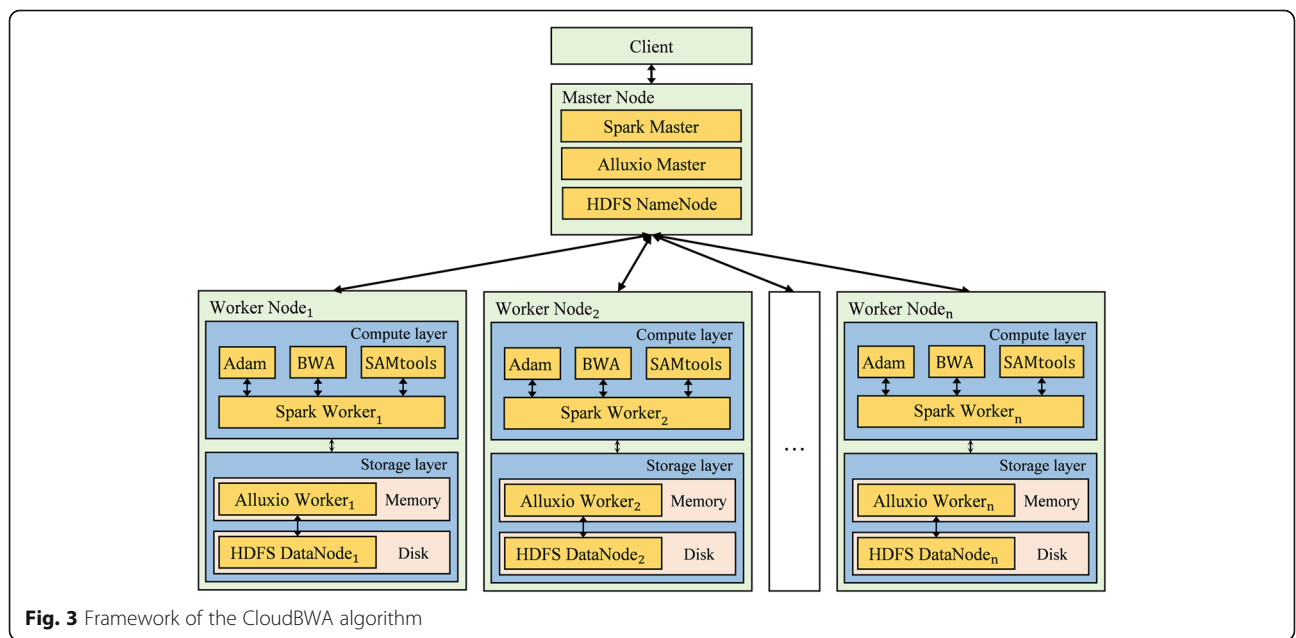 Client
Master Node
Spark Master
Alluxio Master
HDFS NameNode
Worker Node₁
Compute layer
Adam
BWA
SAMtools
Spark Worker₁
Storage layer
Alluxio Worker₁
Memory
HDFS DataNode₁
Disk
Worker Node₂
Compute layer
Adam
BWA
SAMtools
Spark Worker₂
Storage layer
Alluxio Worker₂
Memory
HDFS DataNode₂
Disk
...
Worker Nodeₙ
Compute layer
Adam
BWA
SAMtools
Spark Workerₙ
Storage layer
Alluxio Workerₙ
Memory
HDFS DataNodeₙ
Disk
Fig. 3 Framework of the CloudBWA algorithm